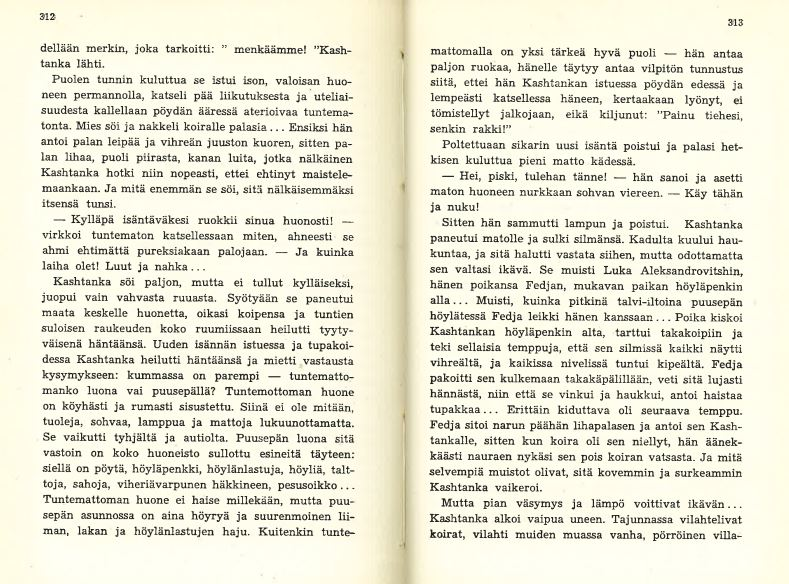 312
dellään merkin, joka tarkoitti: " menkäämme! "Kash-
tanka lähti.
Puolen tunnin kuluttua se istui ison, valoisan huo-
neen permannolla, katseli pää liikutuksesta ja uteliai-
suudesta kallellaan pöydän ääressä aterioivaa tuntema-
tonta. Mies söi ja nakkeli koiralle palasia ... Ensiksi hän
antoi palan leipää ja vihreän juuston kuoren, sitten pa-
lan lihaa, puoli piirasta, kanan luita, jotka nälkäinen
Kashtanka hotki niin nopeasti, ettei ehtinyt maistele-
maankaan. Ja mitä enemmän se söi, sitä nälkäisemmäksi
itsensä tunsi.
— Kylläpä isäntäväkesi ruokkii sinua huonosti! —
virkkoi tuntematon katsellessaan miten, ahneesti se
ahmi ehtimättä pureksiakaan palojaan. — Ja kuinka
laiha olet! Luut ja nahka ...
Kashtanka söi paljon, mutta ei tullut kylläiseksi,
juopui vain vahvasta ruuasta. Syötyään se paneutui
maata keskelle huonetta, oikasi koipensa ja tuntien
suloisen raukeuden koko ruumiissaan heilutti tyyty-
väisenä häntäänsä. Uuden isännän istuessa ja tupakoi-
dessa Kashtanka heilutti häntäänsä ja mietti vastausta
kysymykseen: kummassa on parempi — tuntematto-
manko luona vai puusepällä? Tuntemottoman huone
on köyhästi ja rumasti sisustettu. Siinä ei ole mitään,
tuoleja, sohvaa, lamppua ja mattoja lukuunottamatta.
Se vaikutti tyhjältä ja autiolta. Puusepän luona sitä
vastoin on koko huoneisto sullottu esineitä täyteen:
siellä on pöytä, höyläpenkki, höylänlastuja, höyliä, talt-
toja, sahoja, viheriävarpunen häkkineen, pesusoikko ...
Tuntemattoman huone ei haise millekään, mutta puu-
sepän asunnossa on aina höyryä ja suurenmoinen lii-
man, lakan ja höylänlastujen haju. Kuitenkin tunte-
313
mattomalla on yksi tärkeä hyvä puoli — hän antaa
paljon ruokaa, hänelle täytyy antaa vilpitön tunnustus
siitä, ettei hän Kashtankan istuessa pöydän edessä ja
lempeästi katsellessa häneen, kertaakaan lyönyt, ei
tömistellyt jalkojaan, eikä kiljunut: "Painu tiehesi,
senkin rakki!"
Poltettuaan sikarin uusi isäntä poistui ja palasi het-
kisen kuluttua pieni matto kädessä.
— Hei, piski, tulehan tänne! — hän sanoi ja asetti
maton huoneen nurkkaan sohvan viereen. — Käy tähän
ja nuku!
Sitten hän sammutti lampun ja poistui. Kashtanka
paneutui matolle ja sulki silmänsä. Kadulta kuului hau-
kuntaa, ja sitä halutti vastata siihen, mutta odottamatta
sen valtasi ikävä. Se muisti Luka Aleksandrovitshin,
hänen poikansa Fedjan, mukavan paikan höyläpenkin
alla ... Muisti, kuinka pitkinä talvi-iltoina puusepän
höylätessä Fedja leikki hänen kanssaan ... Poika kiskoi
Kashtankan höyläpenkin alta, tarttui takakoipiin ja
teki sellaisia temppuja, että sen silmissä kaikki näytti
vihreältä, ja kaikissa nivelissä tuntui kipeältä. Fedja
pakoitti sen kulkemaan takakäpälillään, veti sitä lujasti
hännästä, niin että se vinkui ja haukkui, antoi haistaa
tupakkaa ... Erittäin kiduttava oli seuraava temppu.
Fedja sitoi narun päähän lihapalasen ja antoi sen Kash-
tankalle, sitten kun koira oli sen niellyt, hän äänek-
käästi nauraen nykäsi sen pois koiran vatsasta. Ja mitä
selvempiä muistot olivat, sitä kovemmin ja surkeammin
Kashtanka vaikeroi.
Mutta pian väsymys ja lämpö voittivat ikävän ...
Kashtanka alkoi vaipua uneen. Tajunnassa vilahtelivat
koirat, vilahti muiden muassa vanha, pörröinen villa-